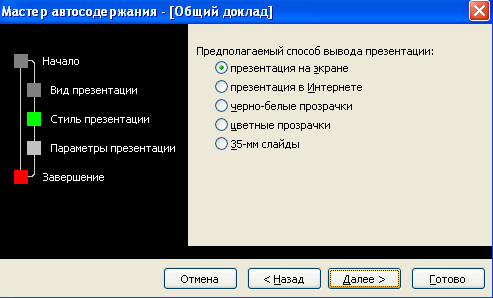 Мастер автосодержания - [Общий доклад]
Начало
Вид презентации
Стиль презентации
Параметры презентации
Завершение
Предполагаемый способ вывода презентации:
презентация на экране
презентация в Интернете
черно-белые прозрачки
цветные прозрачки
35-мм слайды
Отмена
< Назад
Далее >
Готово